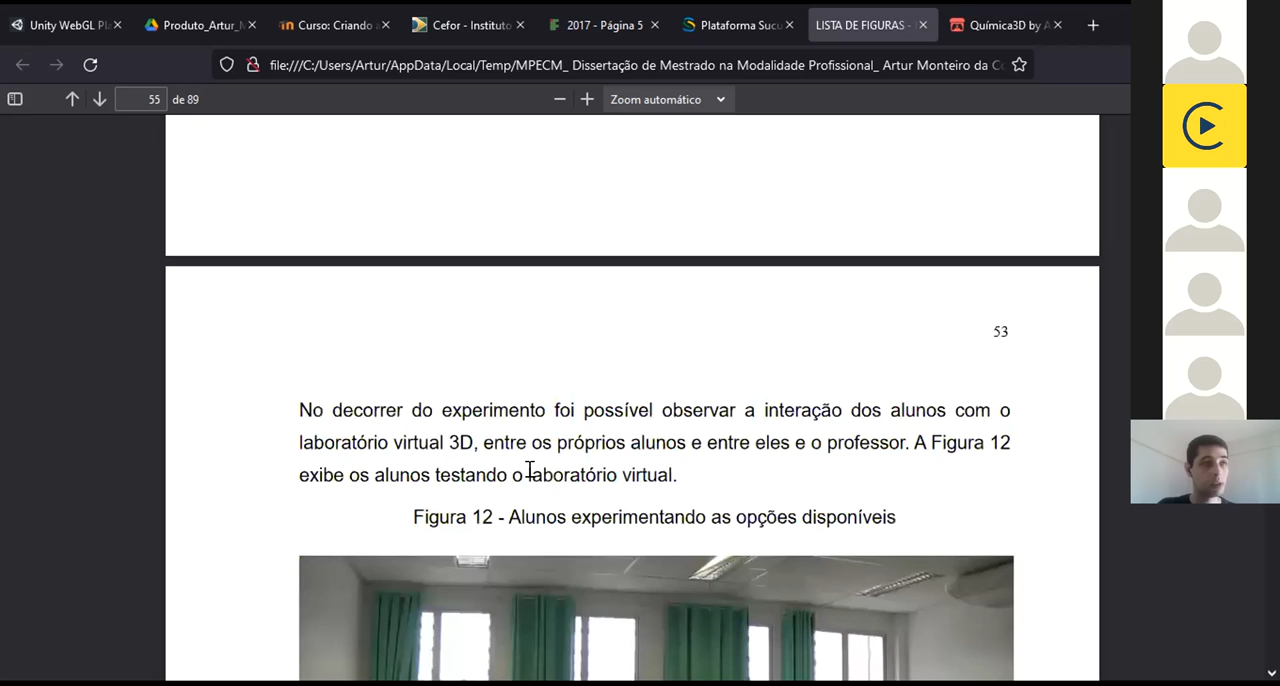 Unity WebGL Pl
Produto_Artur_M
Curso: Criando a
Cefor - Instituto
2017 - Página 5
Plataforma Sucu
LISTA DE FIGURAS -
Química3D by A
file:///C:/Users/Artur/AppData/Local/Temp/MPECM_ Dissertação de Mestrado na Modalidade Profissional_ Artur Monteiro da Co
55 de 89
Zoom automático
53
No decorrer do experimento foi possível observar a interação dos alunos com o
laboratório virtual 3D, entre os próprios alunos e entre eles e o professor. A Figura 12
exibe os alunos testando o laboratório virtual.
Figura 12 - Alunos experimentando as opções disponíveis